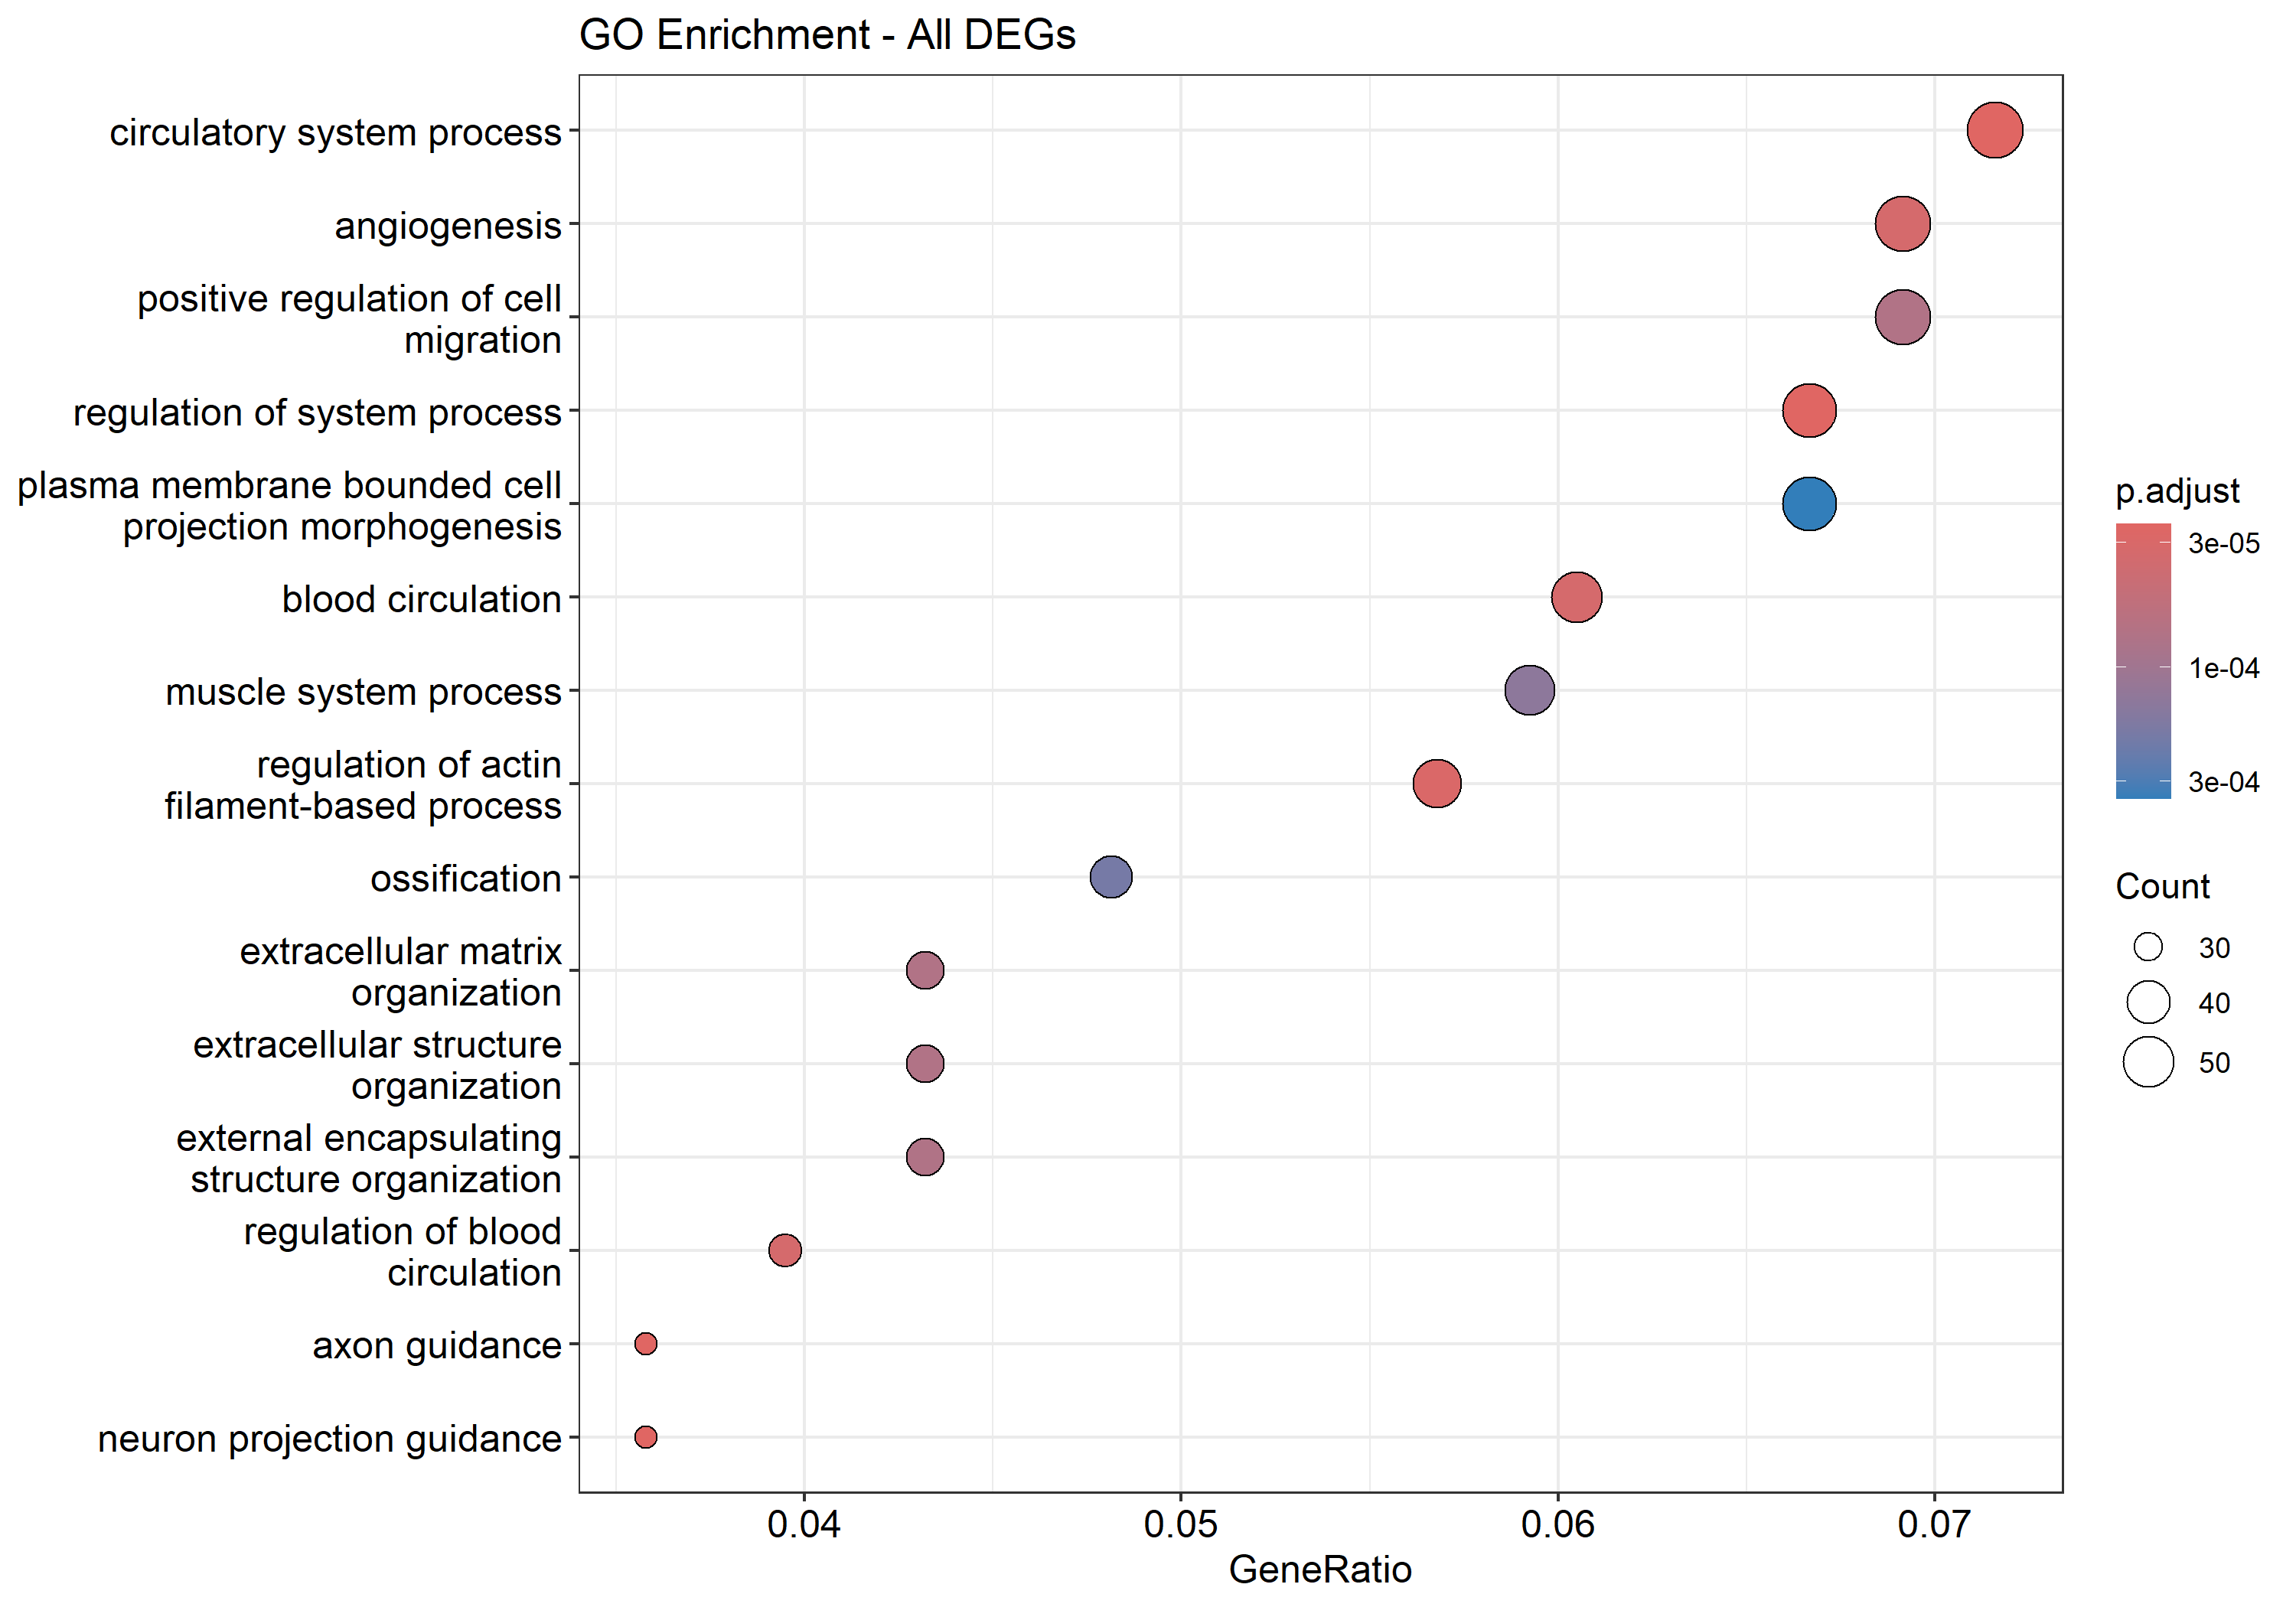 GO Enrichment - All DEGs
circulatory system process
angiogenesis
positive regulation of cell
migration
regulation of system process
plasma membrane bounded cell
projection morphogenesis
blood circulation
muscle system process
regulation of actin
filament-based process
ossification
extracellular matrix
organization
extracellular structure
organization
external encapsulating
structure organization
regulation of blood
circulation
axon guidance
neuron projection guidance
0.04 0.05 0.06 0.07
GeneRatio
p.adjust
3e-05
1e-04
3e-04
Count
30
40
50